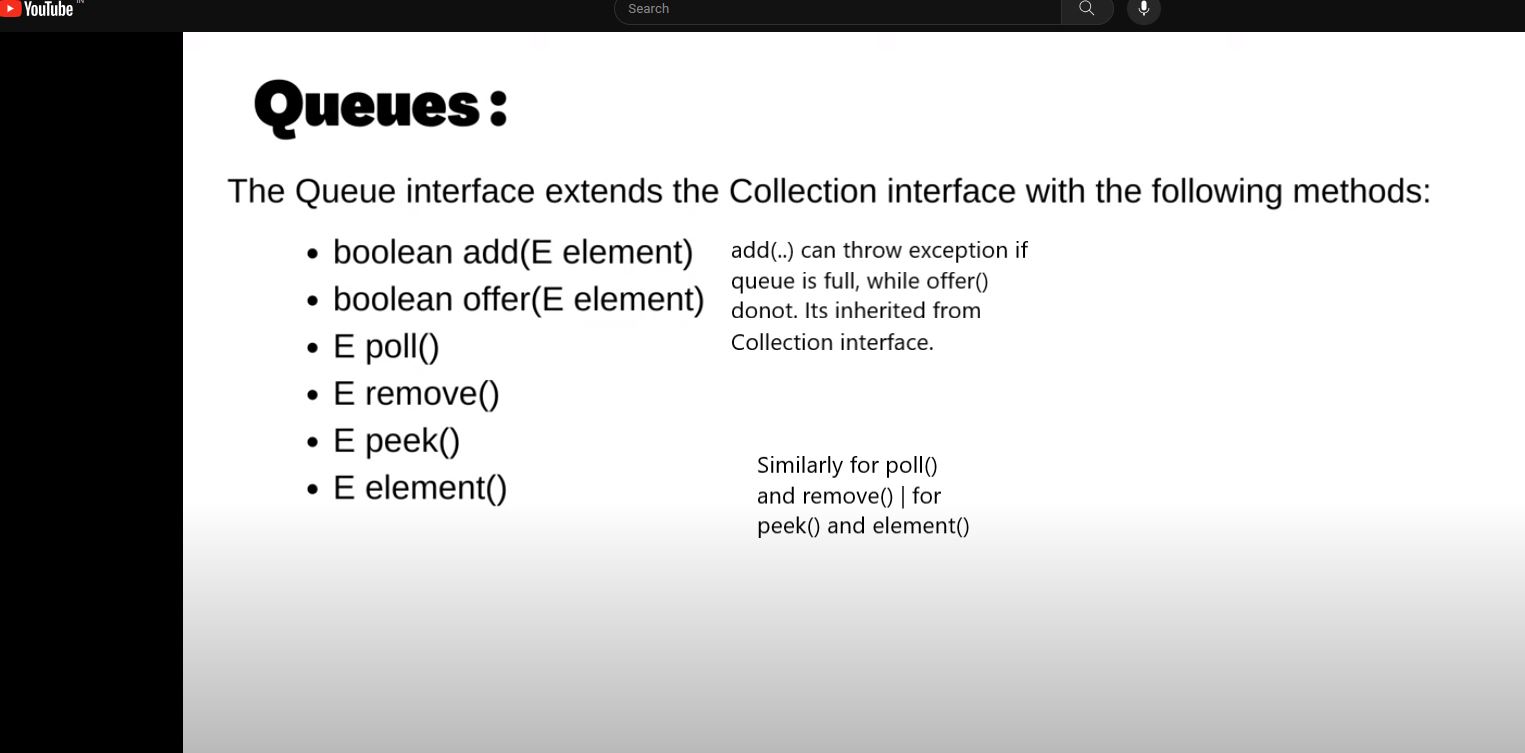 YouTube IN
Search
Queues:
The Queue interface extends the Collection interface with the following methods:
• boolean add(E element)
• boolean offer(E element)
• E poll()
• E remove()
• E peek()
• E element()
add(..) can throw exception if
queue is full, while offer()
donot. Its inherited from
Collection interface.
Similarly for poll()
and remove() | for
peek() and element()